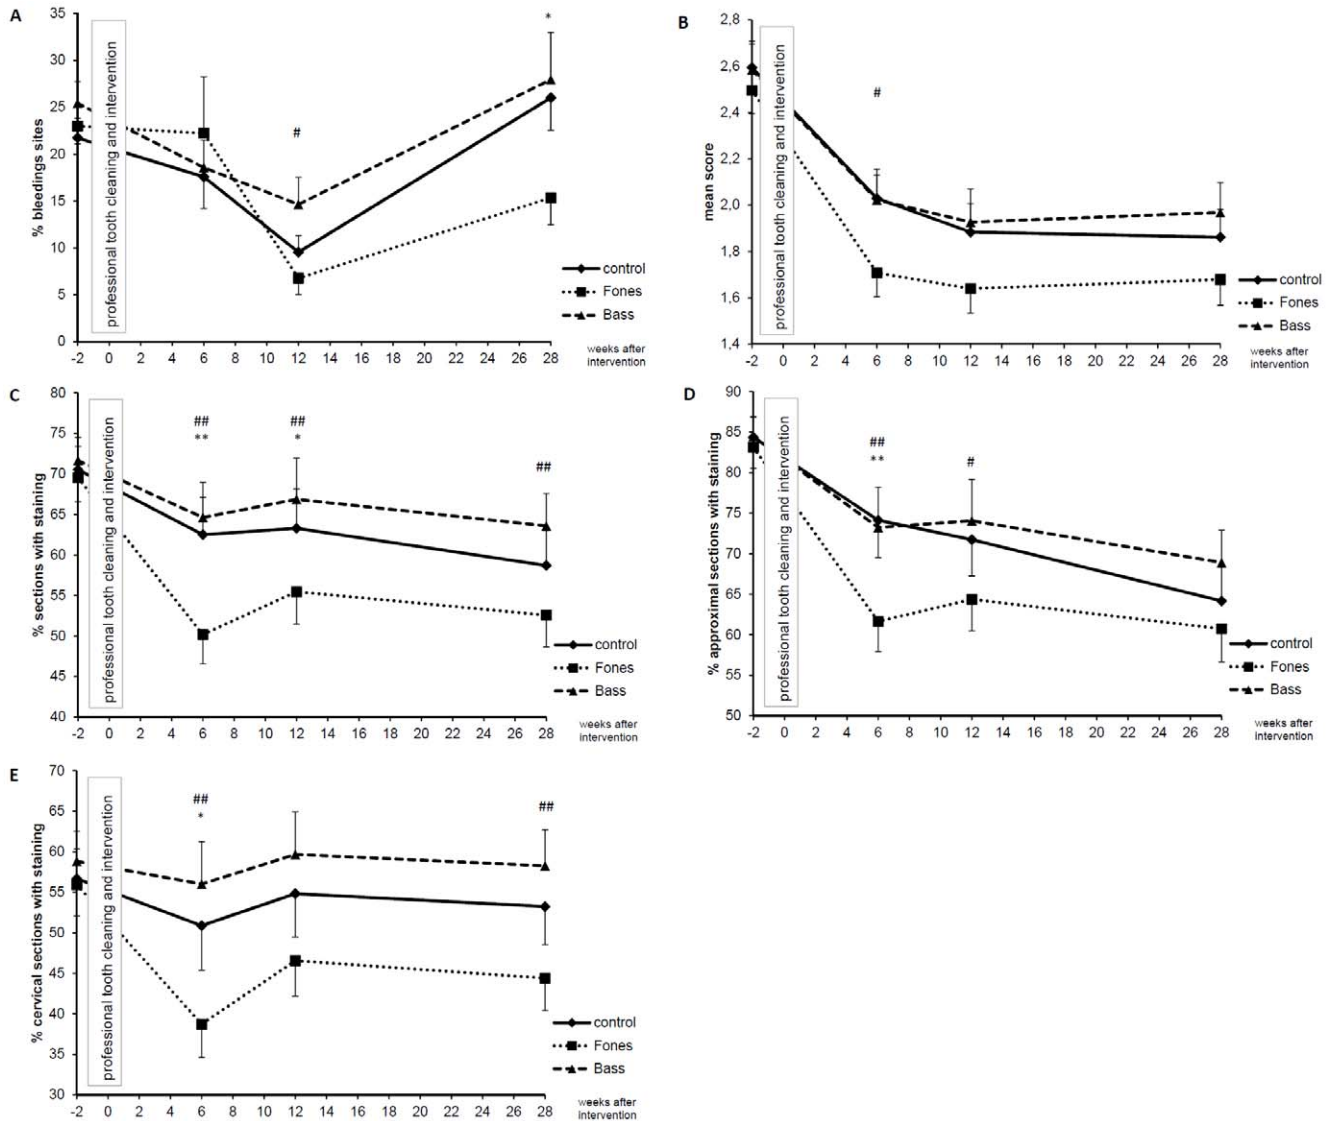 A
35
30
25
20
15
10
5
0
% bleedings sites
professional tooth cleaning and intervention
#
*
control
Fones
Bass
-2 0 2 4 6 8 10 12 14 16 18 20 22 24 26 28
weeks after
intervention
B
2,8
2,6
2,4
2,2
2,0
1,8
1,6
1,4
mean score
professional tooth cleaning and intervention
#
control
Fones
Bass
-2 0 2 4 6 8 10 12 14 16 18 20 22 24 26 28
weeks after
intervention
C
80
75
70
65
60
55
50
45
40
% sections with staining
professional tooth cleaning and intervention
## ## ##
** *
control
Fones
Bass
-2 0 2 4 6 8 10 12 14 16 18 20 22 24 26 28
weeks after
intervention
D
90
85
80
75
70
65
60
55
50
% approximal sections with staining
professional tooth cleaning and intervention
## #
**
control
Fones
Bass
-2 0 2 4 6 8 10 12 14 16 18 20 22 24 26 28
weeks after
intervention
E
70
65
60
55
50
45
40
35
30
% cervical sections with staining
professional tooth cleaning and intervention
## ##
*
control
Fones
Bass
-2 0 2 4 6 8 10 12 14 16 18 20 22 24 26 28
weeks after
intervention